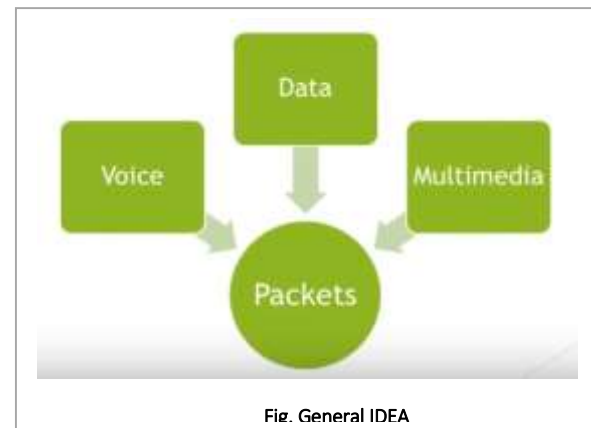 Data
Voice
Multimedia
Packets
Fig. General IDEA